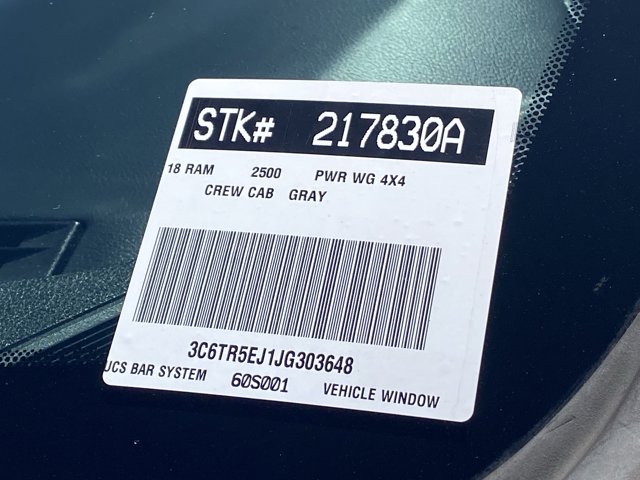 STK# 217830A
18 RAM 2500 PWR WG 4X4
CREW CAB GRAY
3C6TR5EJ1JG303648
UCS BAR SYSTEM 60S001 VEHICLE WINDOW